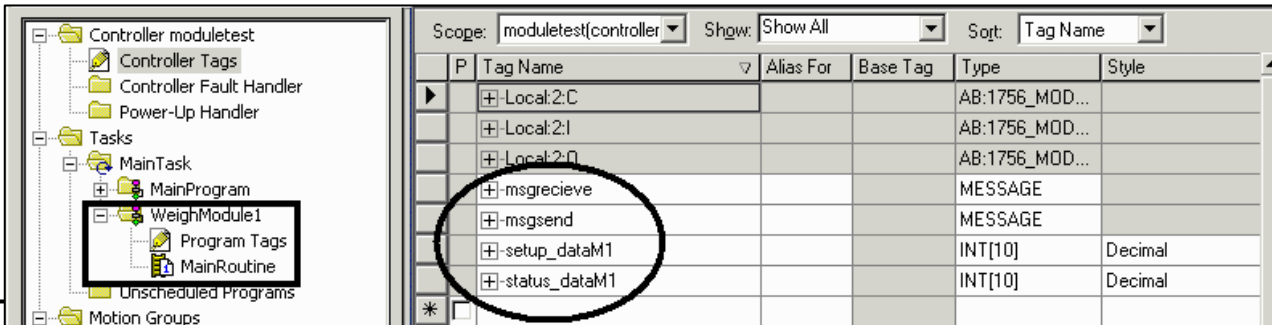 Controller moduletest
Controller Tags
Controller Fault Handler
Power-Up Handler
Tasks
MainTask
MainProgram
WeighModule1
Program Tags
MainRoutine
Unscheduled Programs
Motion Groups
Scope: moduletest(controller Show: Show All Sort: Tag Name
P Tag Name Alias For Base Tag Type Style
Local:2:C AB:1756_MOD...
Local:2:I AB:1756_MOD...
Local:2:O AB:1756_MOD...
msgrecieve MESSAGE
msgsend MESSAGE
setup_dataM1 INT[10] Decimal
status_dataM1 INT[10] Decimal